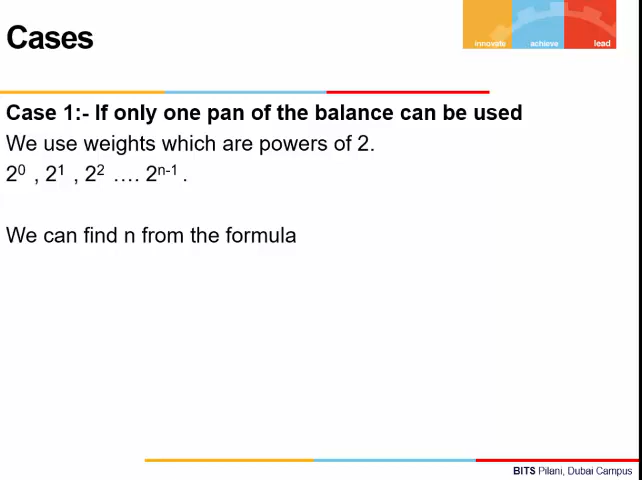 Cases
innovate achieve lead
Case 1:- If only one pan of the balance can be used
We use weights which are powers of 2.
2⁰ , 2¹ , 2² …. 2ⁿ⁻¹ .
We can find n from the formula
BITS Pilani, Dubai Campus